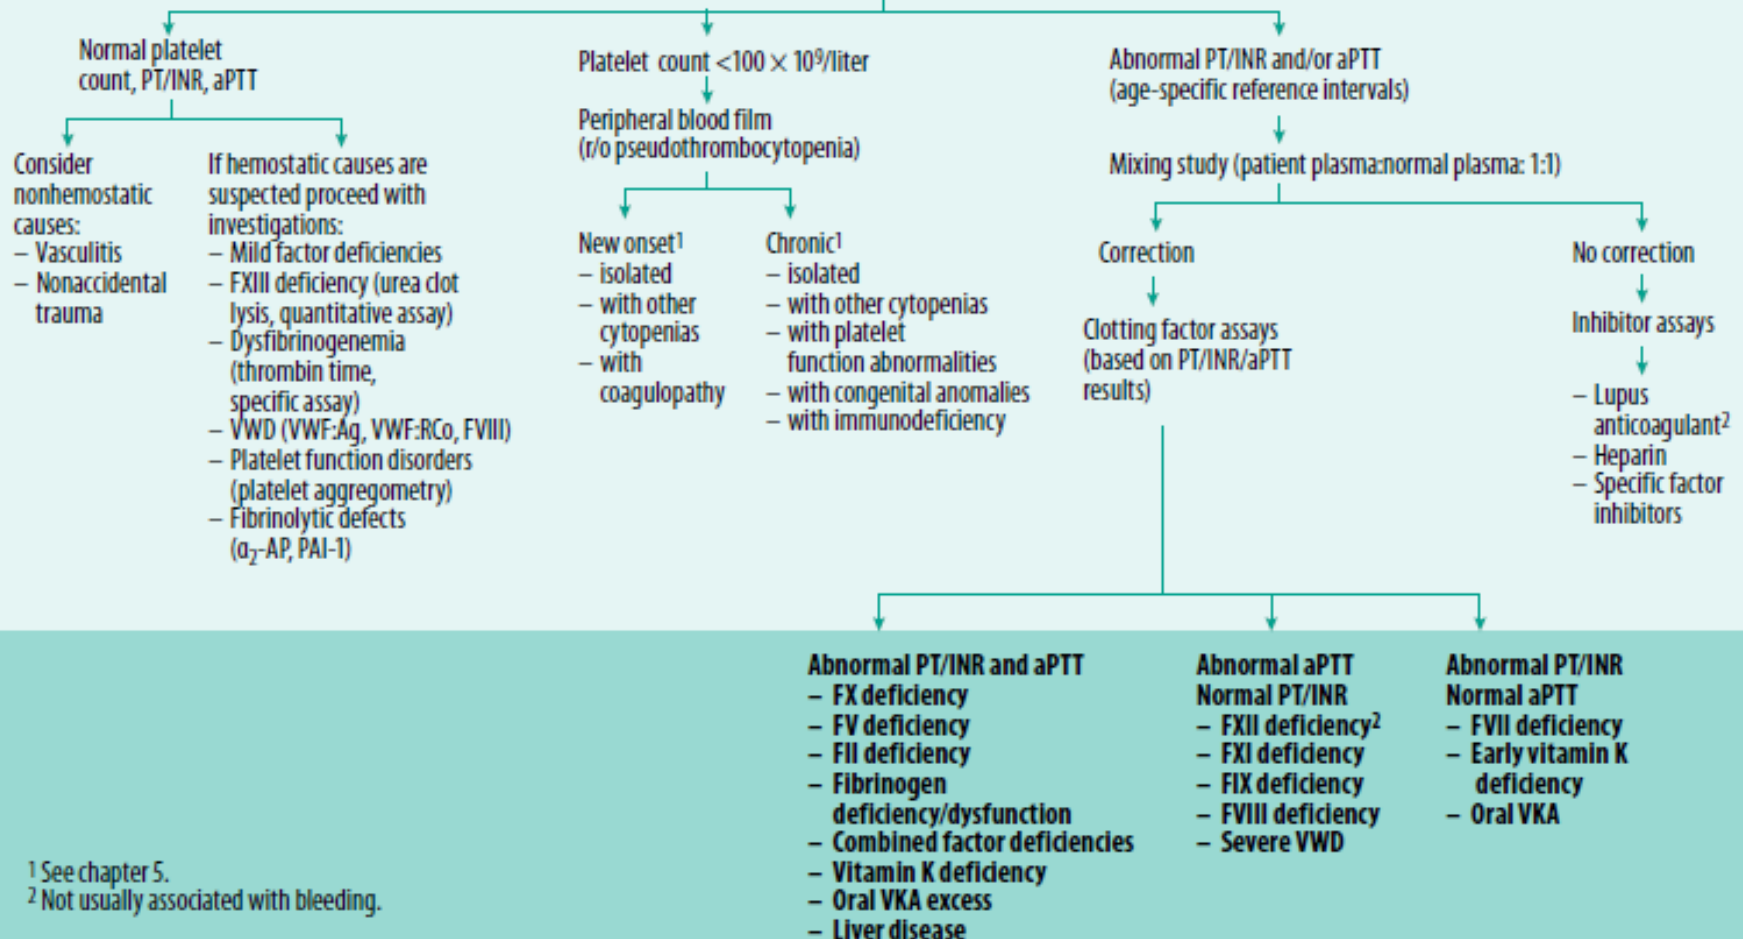 Normal platelet
count, PT/INR, aPTT
Consider
nonhemostatic
causes:
– Vasculitis
– Nonaccidental
trauma
If hemostatic causes are
suspected proceed with
investigations:
– Mild factor deficiencies
– FXIII deficiency (urea clot
lysis, quantitative assay)
– Dysfibrinogenemia
(thrombin time,
specific assay)
– VWD (VWF:Ag, VWF:RCo, FVIII)
– Platelet function disorders
(platelet aggregometry)
– Fibrinolytic defects
(α₂-AP, PAI-1)
Platelet count <100 × 10⁹/liter
Peripheral blood film
(r/o pseudothrombocytopenia)
New onset¹
– isolated
– with other
cytopenias
– with
coagulopathy
Chronic¹
– isolated
– with other cytopenias
– with platelet
function abnormalities
– with congenital anomalies
– with immunodeficiency
Abnormal PT/INR and/or aPTT
(age-specific reference intervals)
Mixing study (patient plasma:normal plasma: 1:1)
Correction
Clotting factor assays
(based on PT/INR/aPTT
results)
No correction
Inhibitor assays
– Lupus
anticoagulant²
– Heparin
– Specific factor
inhibitors
Abnormal PT/INR and aPTT
– FX deficiency
– FV deficiency
– FII deficiency
– Fibrinogen
deficiency/dysfunction
– Combined factor deficiencies
– Vitamin K deficiency
– Oral VKA excess
– Liver disease
Abnormal aPTT
Normal PT/INR
– FXII deficiency²
– FXI deficiency
– FIX deficiency
– FVIII deficiency
– Severe VWD
Abnormal PT/INR
Normal aPTT
– FVII deficiency
– Early vitamin K
deficiency
– Oral VKA
¹ See chapter 5.
² Not usually associated with bleeding.